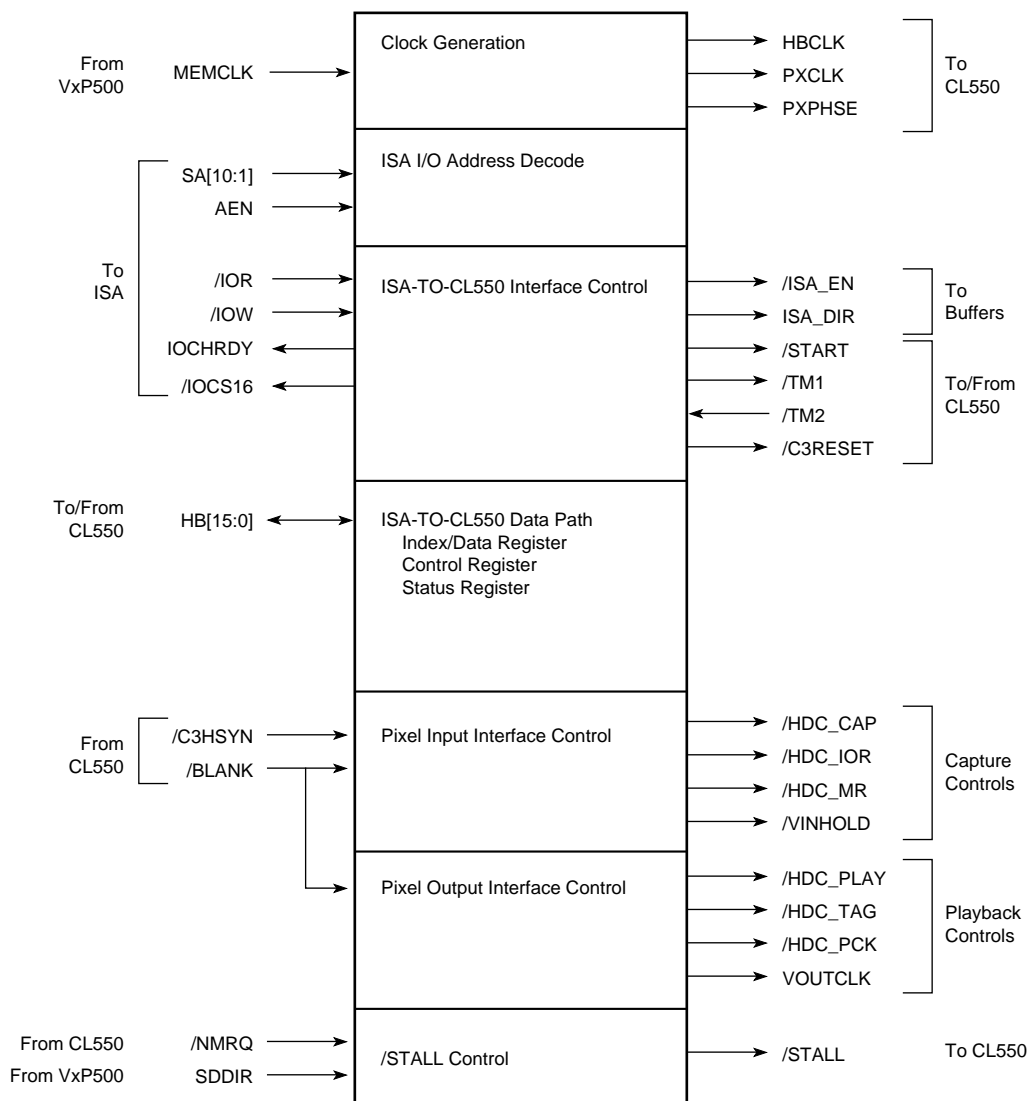 Clock Generation
From
VxP500
MEMCLK
HBCLK
PXCLK
PXPHSE
To
CL550
ISA I/O Address Decode
SA[10:1]
AEN
To
ISA
/IOR
/IOW
IOCHRDY
/IOCS16
ISA-TO-CL550 Interface Control
/ISA_EN
ISA_DIR
To
Buffers
/START
/TM1
/TM2
/C3RESET
To/From
CL550
To/From
CL550
HB[15:0]
ISA-TO-CL550 Data Path
Index/Data Register
Control Register
Status Register
From
CL550
/C3HSYN
/BLANK
Pixel Input Interface Control
/HDC_CAP
/HDC_IOR
/HDC_MR
/VINHOLD
Capture
Controls
Pixel Output Interface Control
/HDC_PLAY
/HDC_TAG
/HDC_PCK
VOUTCLK
Playback
Controls
From CL550 /NMRQ
From VxP500 SDDIR
/STALL Control
/STALL To CL550